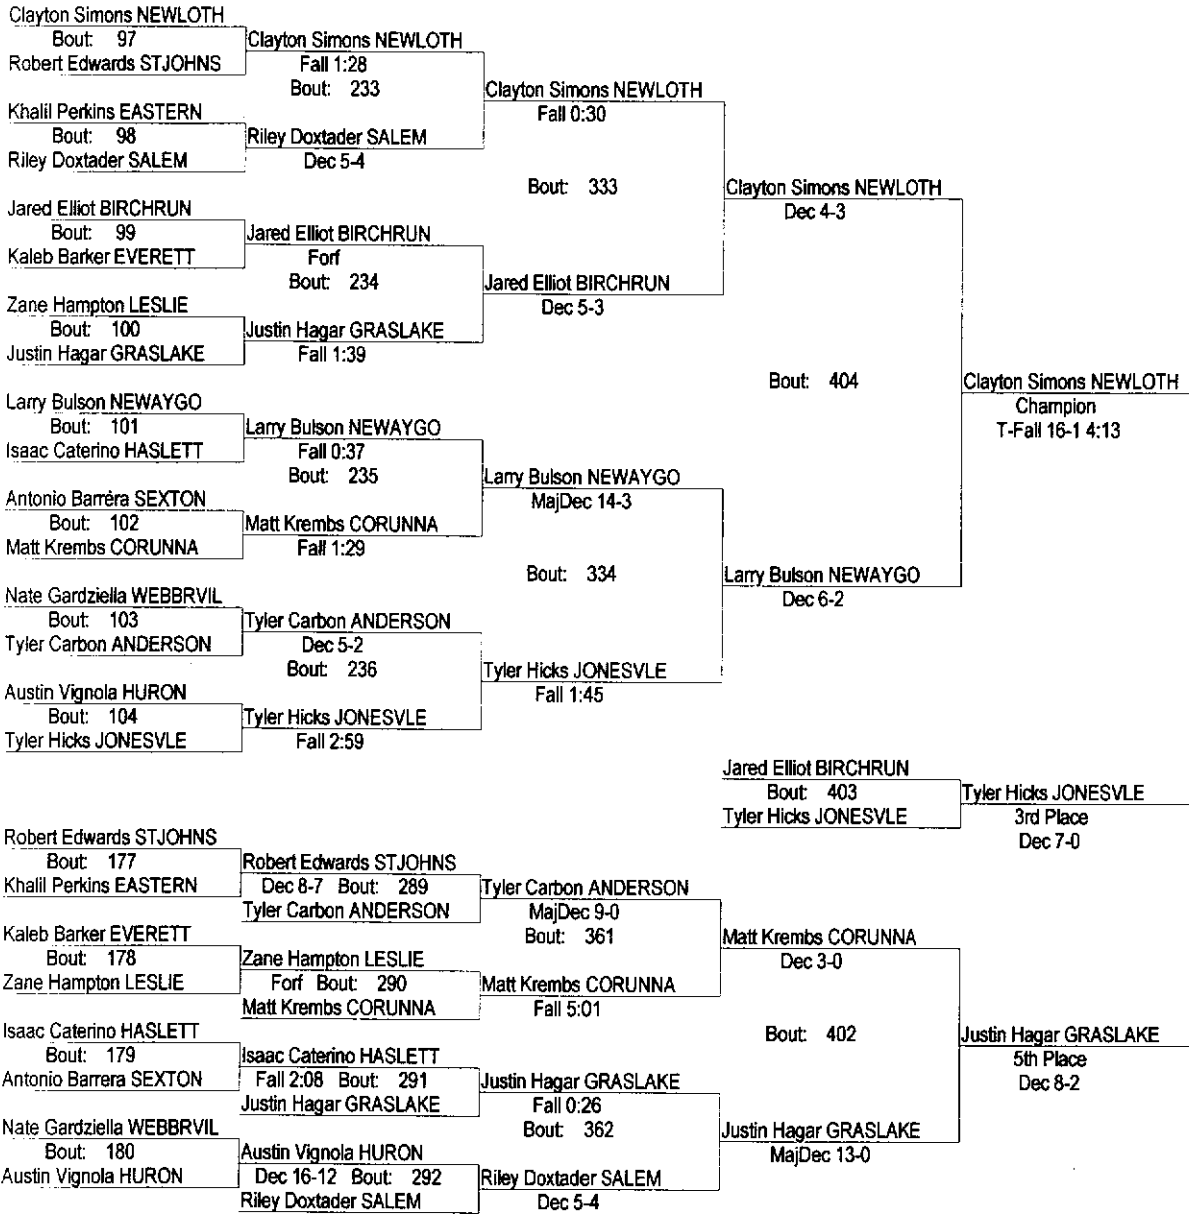 Clayton Simons NEWLOTH
Bout: 97
Robert Edwards STJOHNS
Clayton Simons NEWLOTH
Fall 1:28
Bout: 233
Khalil Perkins EASTERN
Bout: 98
Riley Doxtader SALEM
Riley Doxtader SALEM
Dec 5-4
Clayton Simons NEWLOTH
Fall 0:30
Bout: 333
Jared Elliot BIRCHRUN
Bout: 99
Kaleb Barker EVERETT
Jared Elliot BIRCHRUN
Forf
Bout: 234
Zane Hampton LESLIE
Bout: 100
Justin Hagar GRASLAKE
Justin Hagar GRASLAKE
Fall 1:39
Jared Elliot BIRCHRUN
Dec 5-3
Clayton Simons NEWLOTH
Dec 4-3
Bout: 404
Clayton Simons NEWLOTH
Champion
T-Fall 16-1 4:13
Larry Bulson NEWAYGO
Bout: 101
Isaac Caterino HASLETT
Larry Bulson NEWAYGO
Fall 0:37
Bout: 235
Antonio Barrera SEXTON
Bout: 102
Matt Krembs CORUNNA
Matt Krembs CORUNNA
Fall 1:29
Larry Bulson NEWAYGO
MajDec 14-3
Bout: 334
Nate Gardziella WEBBRVIL
Bout: 103
Tyler Carbon ANDERSON
Tyler Carbon ANDERSON
Dec 5-2
Bout: 236
Austin Vignola HURON
Bout: 104
Tyler Hicks JONESVLE
Tyler Hicks JONESVLE
Fall 2:59
Tyler Hicks JONESVLE
Fall 1:45
Larry Bulson NEWAYGO
Dec 6-2
Jared Elliot BIRCHRUN
Bout: 403
Tyler Hicks JONESVLE
Tyler Hicks JONESVLE
3rd Place
Dec 7-0
Robert Edwards STJOHNS
Bout: 177
Khalil Perkins EASTERN
Robert Edwards STJOHNS
Dec 8-7 Bout: 289
Tyler Carbon ANDERSON
Tyler Carbon ANDERSON
MajDec 9-0
Bout: 361
Kaleb Barker EVERETT
Bout: 178
Zane Hampton LESLIE
Zane Hampton LESLIE
Forf Bout: 290
Matt Krembs CORUNNA
Matt Krembs CORUNNA
Fall 5:01
Matt Krembs CORUNNA
Dec 3-0
Bout: 402
Isaac Caterino HASLETT
Bout: 179
Antonio Barrera SEXTON
Isaac Caterino HASLETT
Fall 2:08 Bout: 291
Justin Hagar GRASLAKE
Justin Hagar GRASLAKE
Fall 0:26
Bout: 362
Nate Gardziella WEBBRVIL
Bout: 180
Austin Vignola HURON
Austin Vignola HURON
Dec 16-12 Bout: 292
Riley Doxtader SALEM
Riley Doxtader SALEM
Dec 5-4
Justin Hagar GRASLAKE
MajDec 13-0
Justin Hagar GRASLAKE
5th Place
Dec 8-2